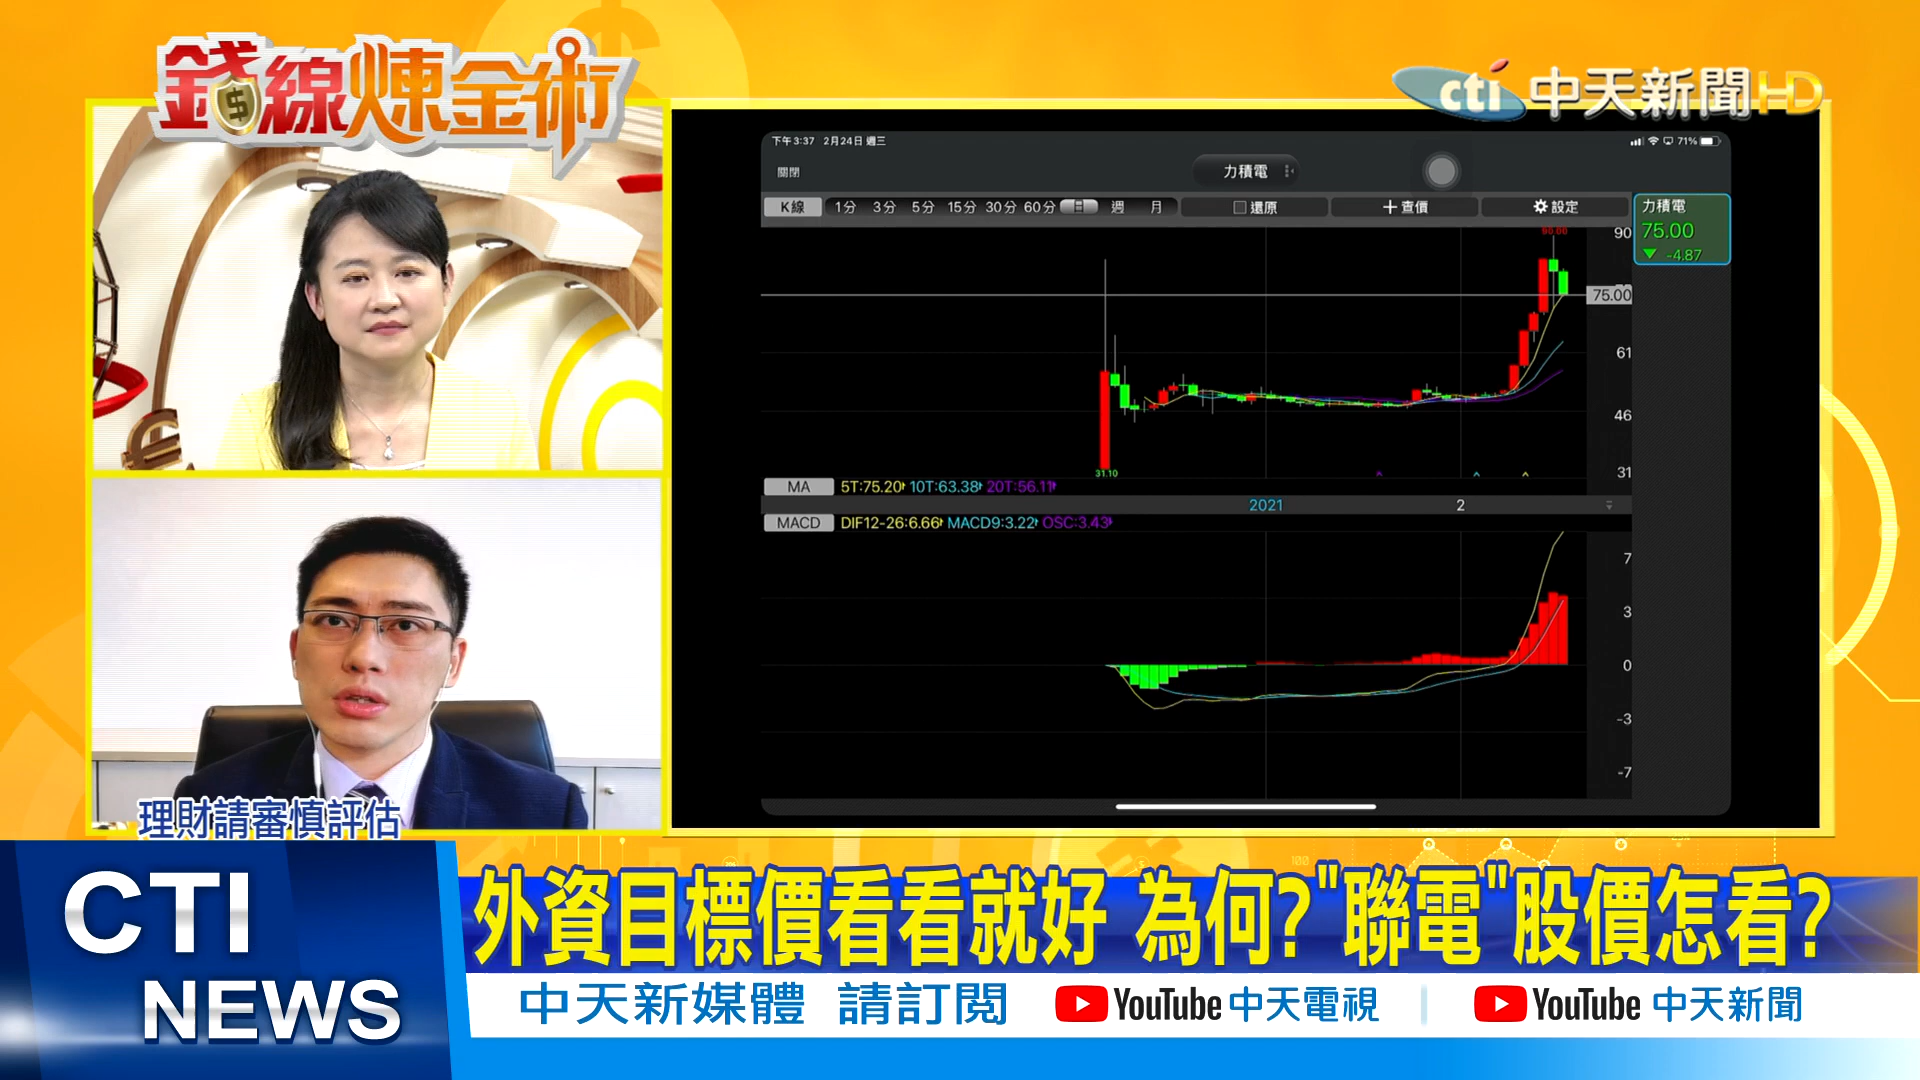 錢線煉金術
cti 中天新聞HD
下午3:37 2月24日 週三
71%
關閉
力積電
K線 1分 3分 5分 15分 30分 60分 日 週 月 還原 查價 設定
力積電
75.00
▼ -4.87
90.00
90
75.00
61
46
31
31.10
MA 5T:75.20 10T:63.38 20T:56.11
2021 2
MACD DIF12-26:6.66 MACD9:3.22 OSC:3.43
7
3
0
-3
-7
理財請審慎評估
CTI
NEWS
外資目標價看看就好 為何?"聯電"股價怎看?
中天新媒體 請訂閱 YouTube 中天電視 | YouTube 中天新聞